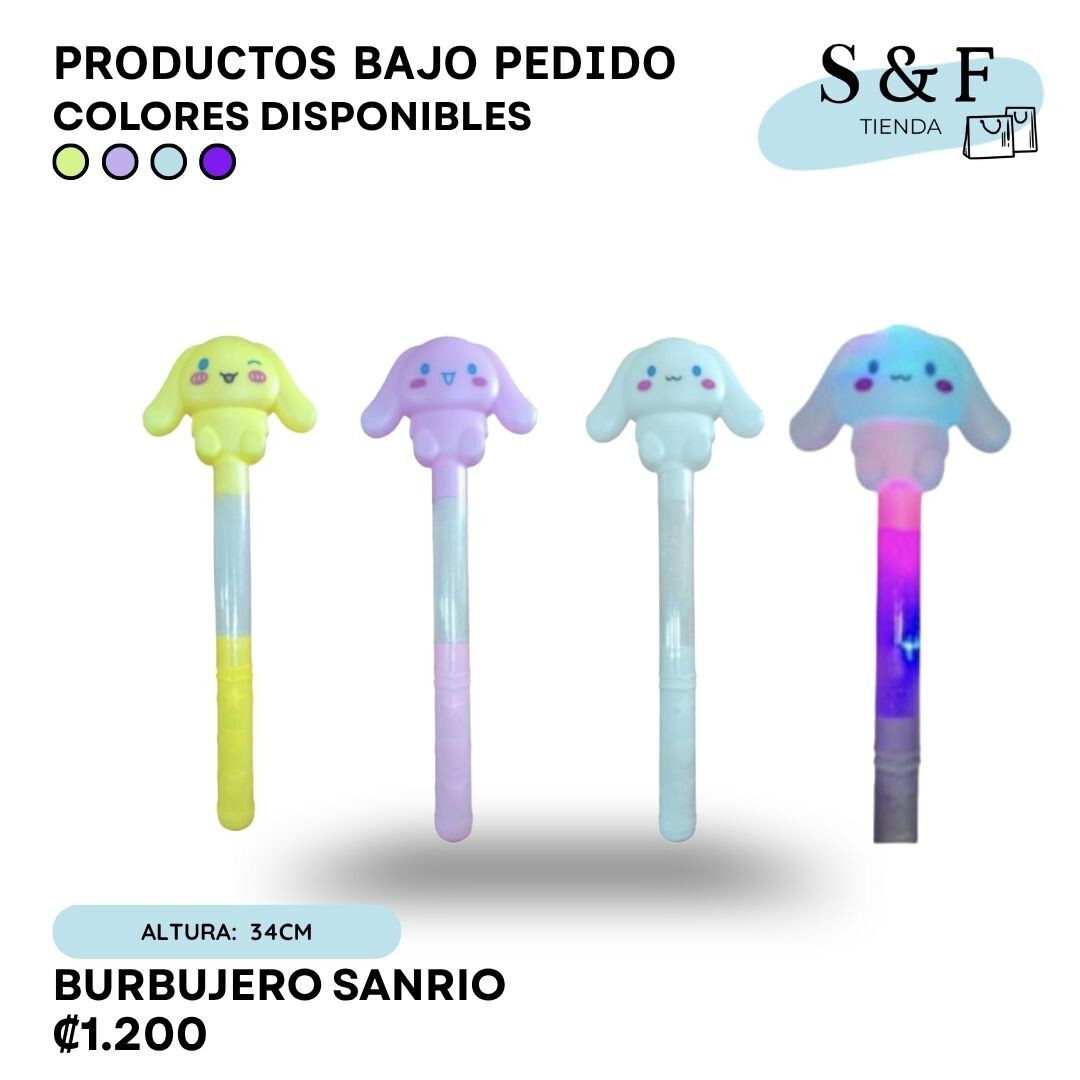 PRODUCTOS BAJO PEDIDO
COLORES DISPONIBLES
S & F
TIENDA
ALTURA: 34CM
BURBUJERO SANRIO
₡1.200